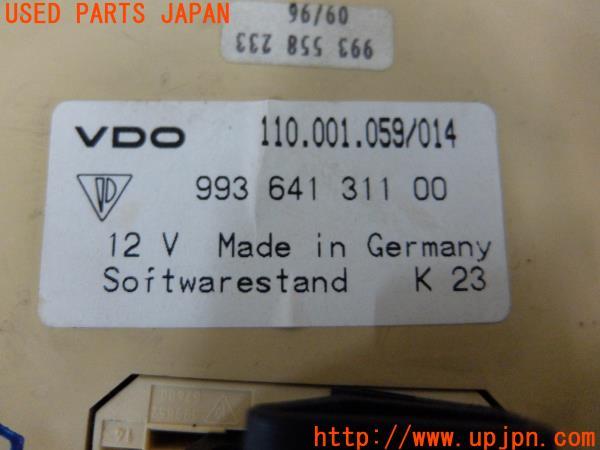 USED PARTS JAPAN
09/96
993 558 233
VDO 110.001.059/014
993 641 311 00
12 V Made in Germany
Softwarestand K 23
14
http://www.upjpn.com/